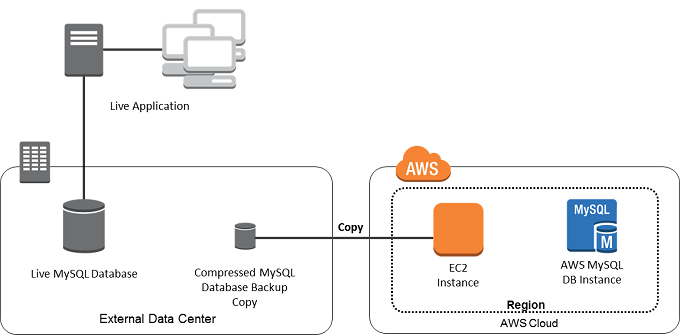 Live Application
AWS
MySQL
M
Copy
Live MySQL Database
Compressed MySQL
Database Backup
Copy
EC2
Instance
AWS MySQL
DB Instance
Region
External Data Center
AWS Cloud